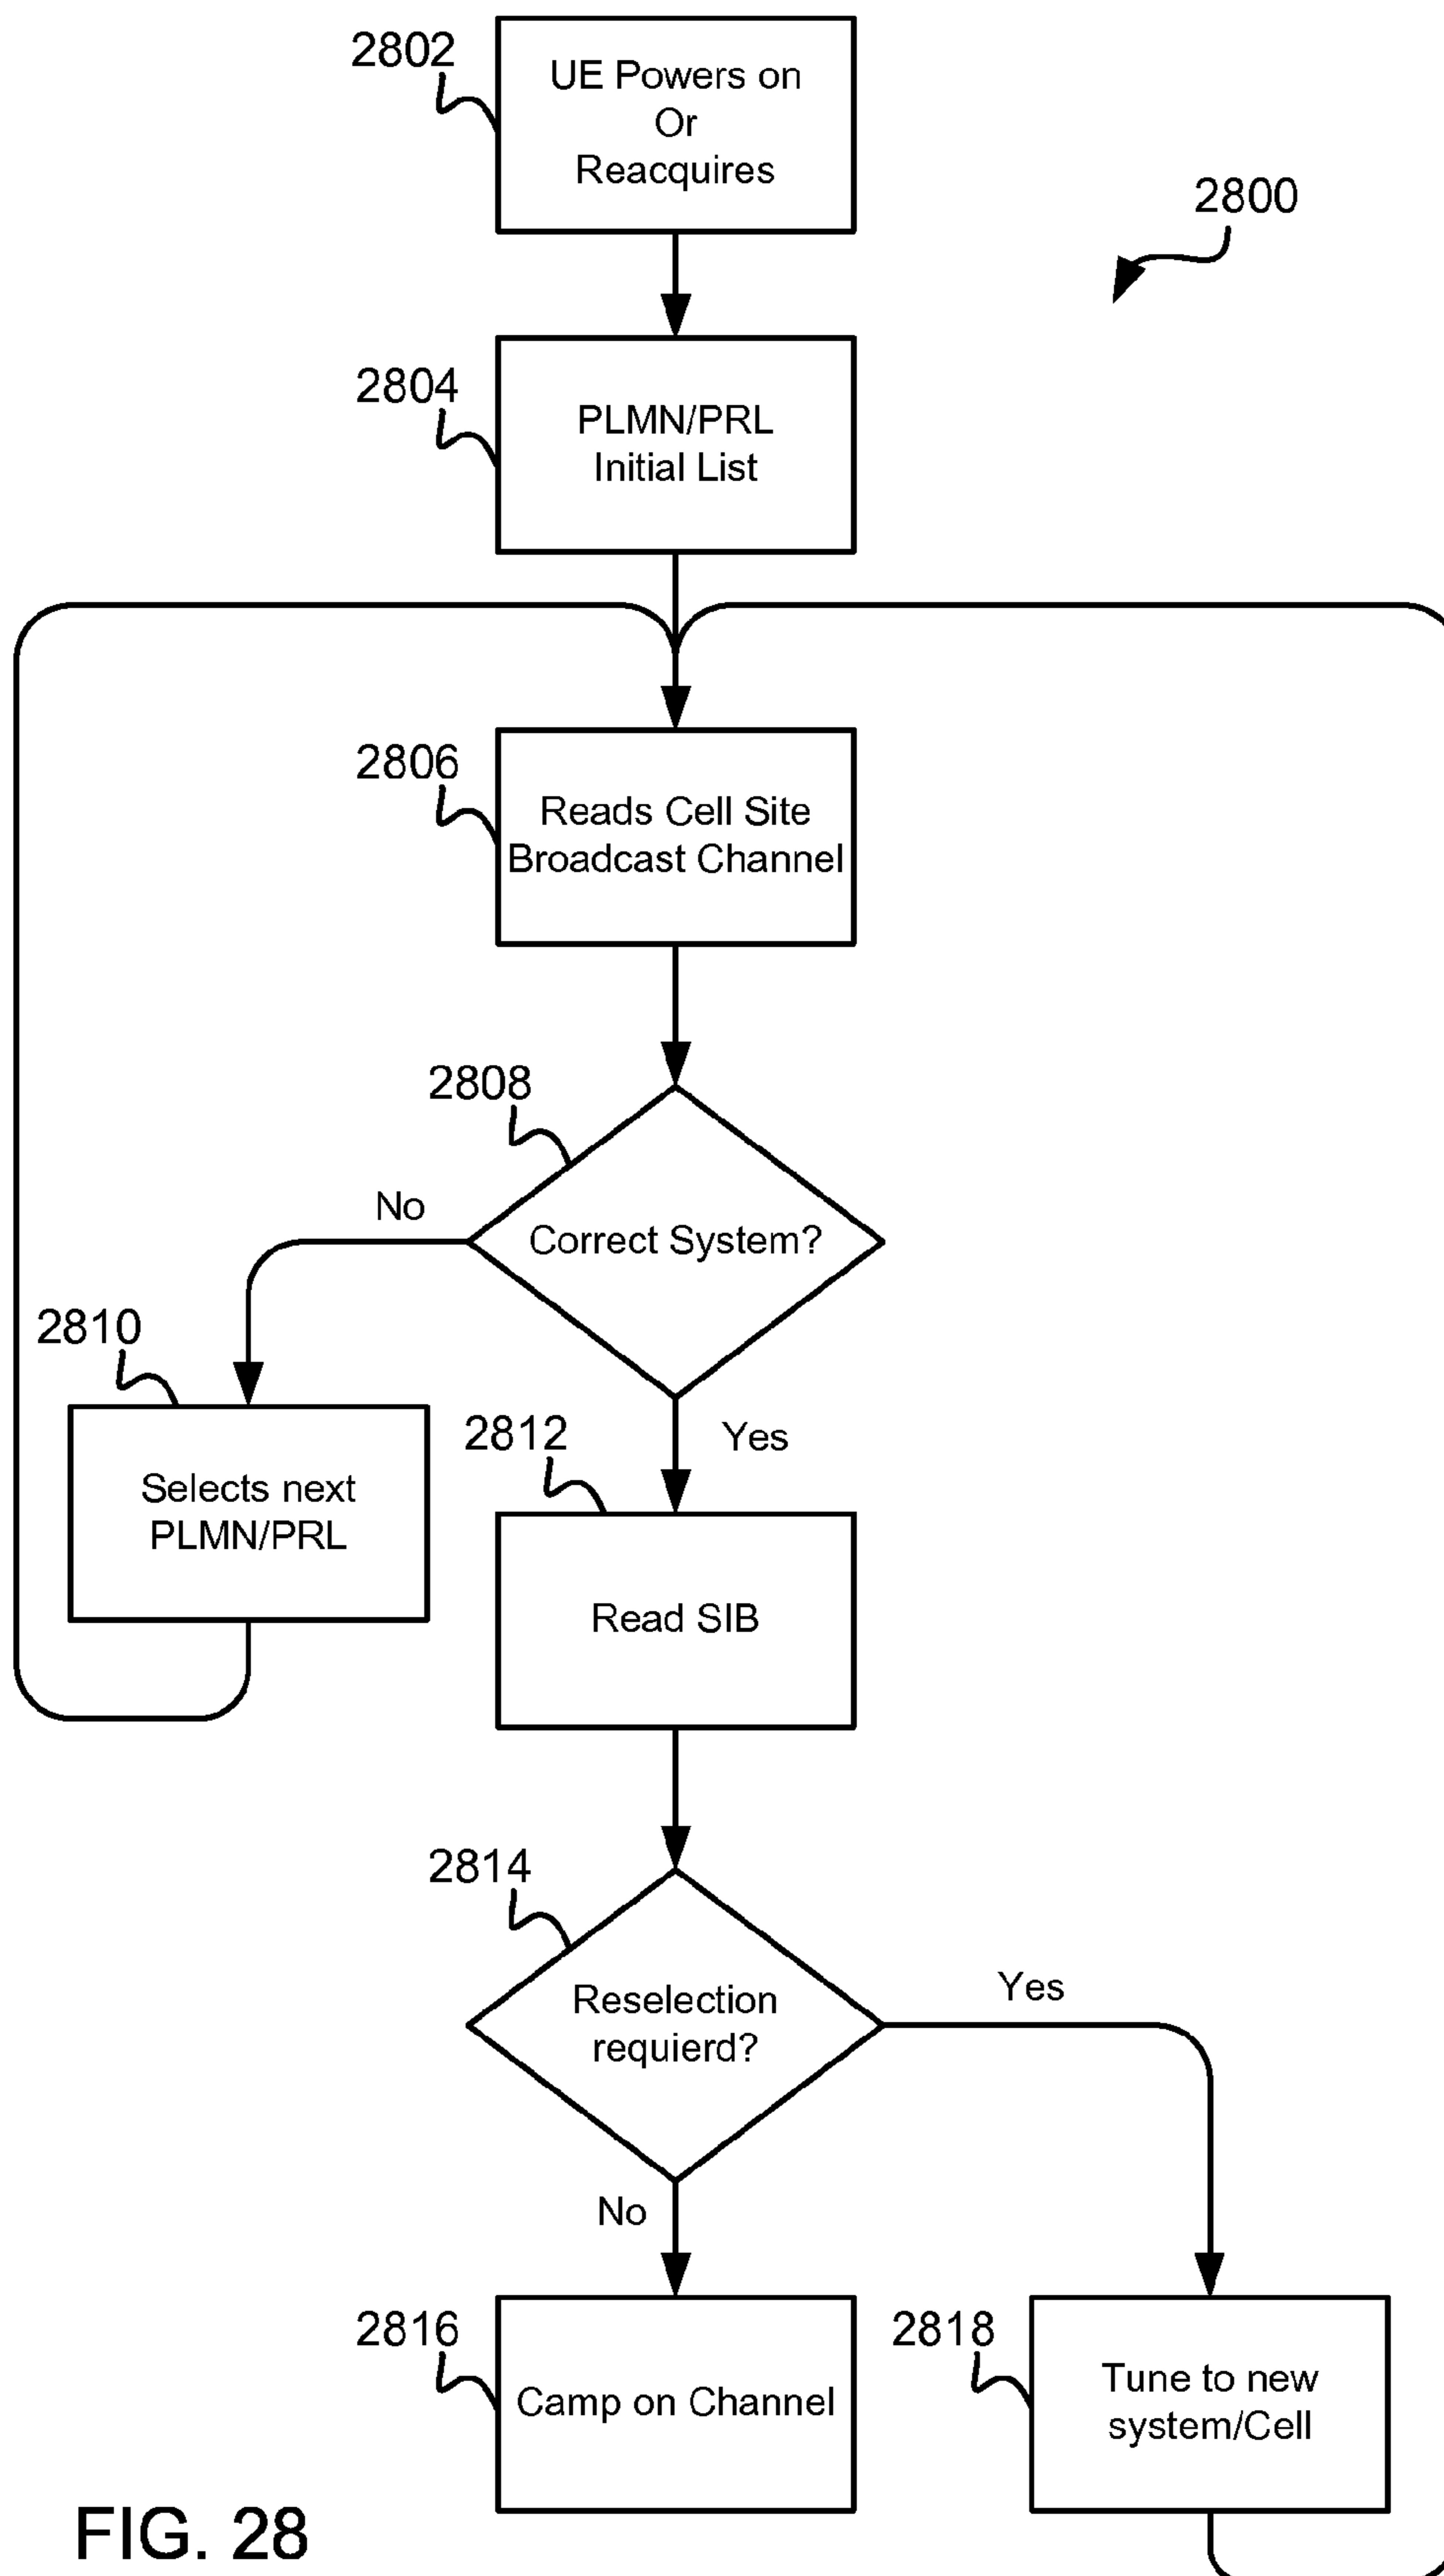 2802
UE Powers on
Or
Reacquires
2800
2804
PLMN/PRL
Initial List
2806
Reads Cell Site
Broadcast Channel
2808
Correct System?
No
2810
Selects next
PLMN/PRL
Yes
2812
Read SIB
2814
Reselection
requierd?
Yes
No
2816
Camp on Channel
2818
Tune to new
system/Cell
FIG. 28